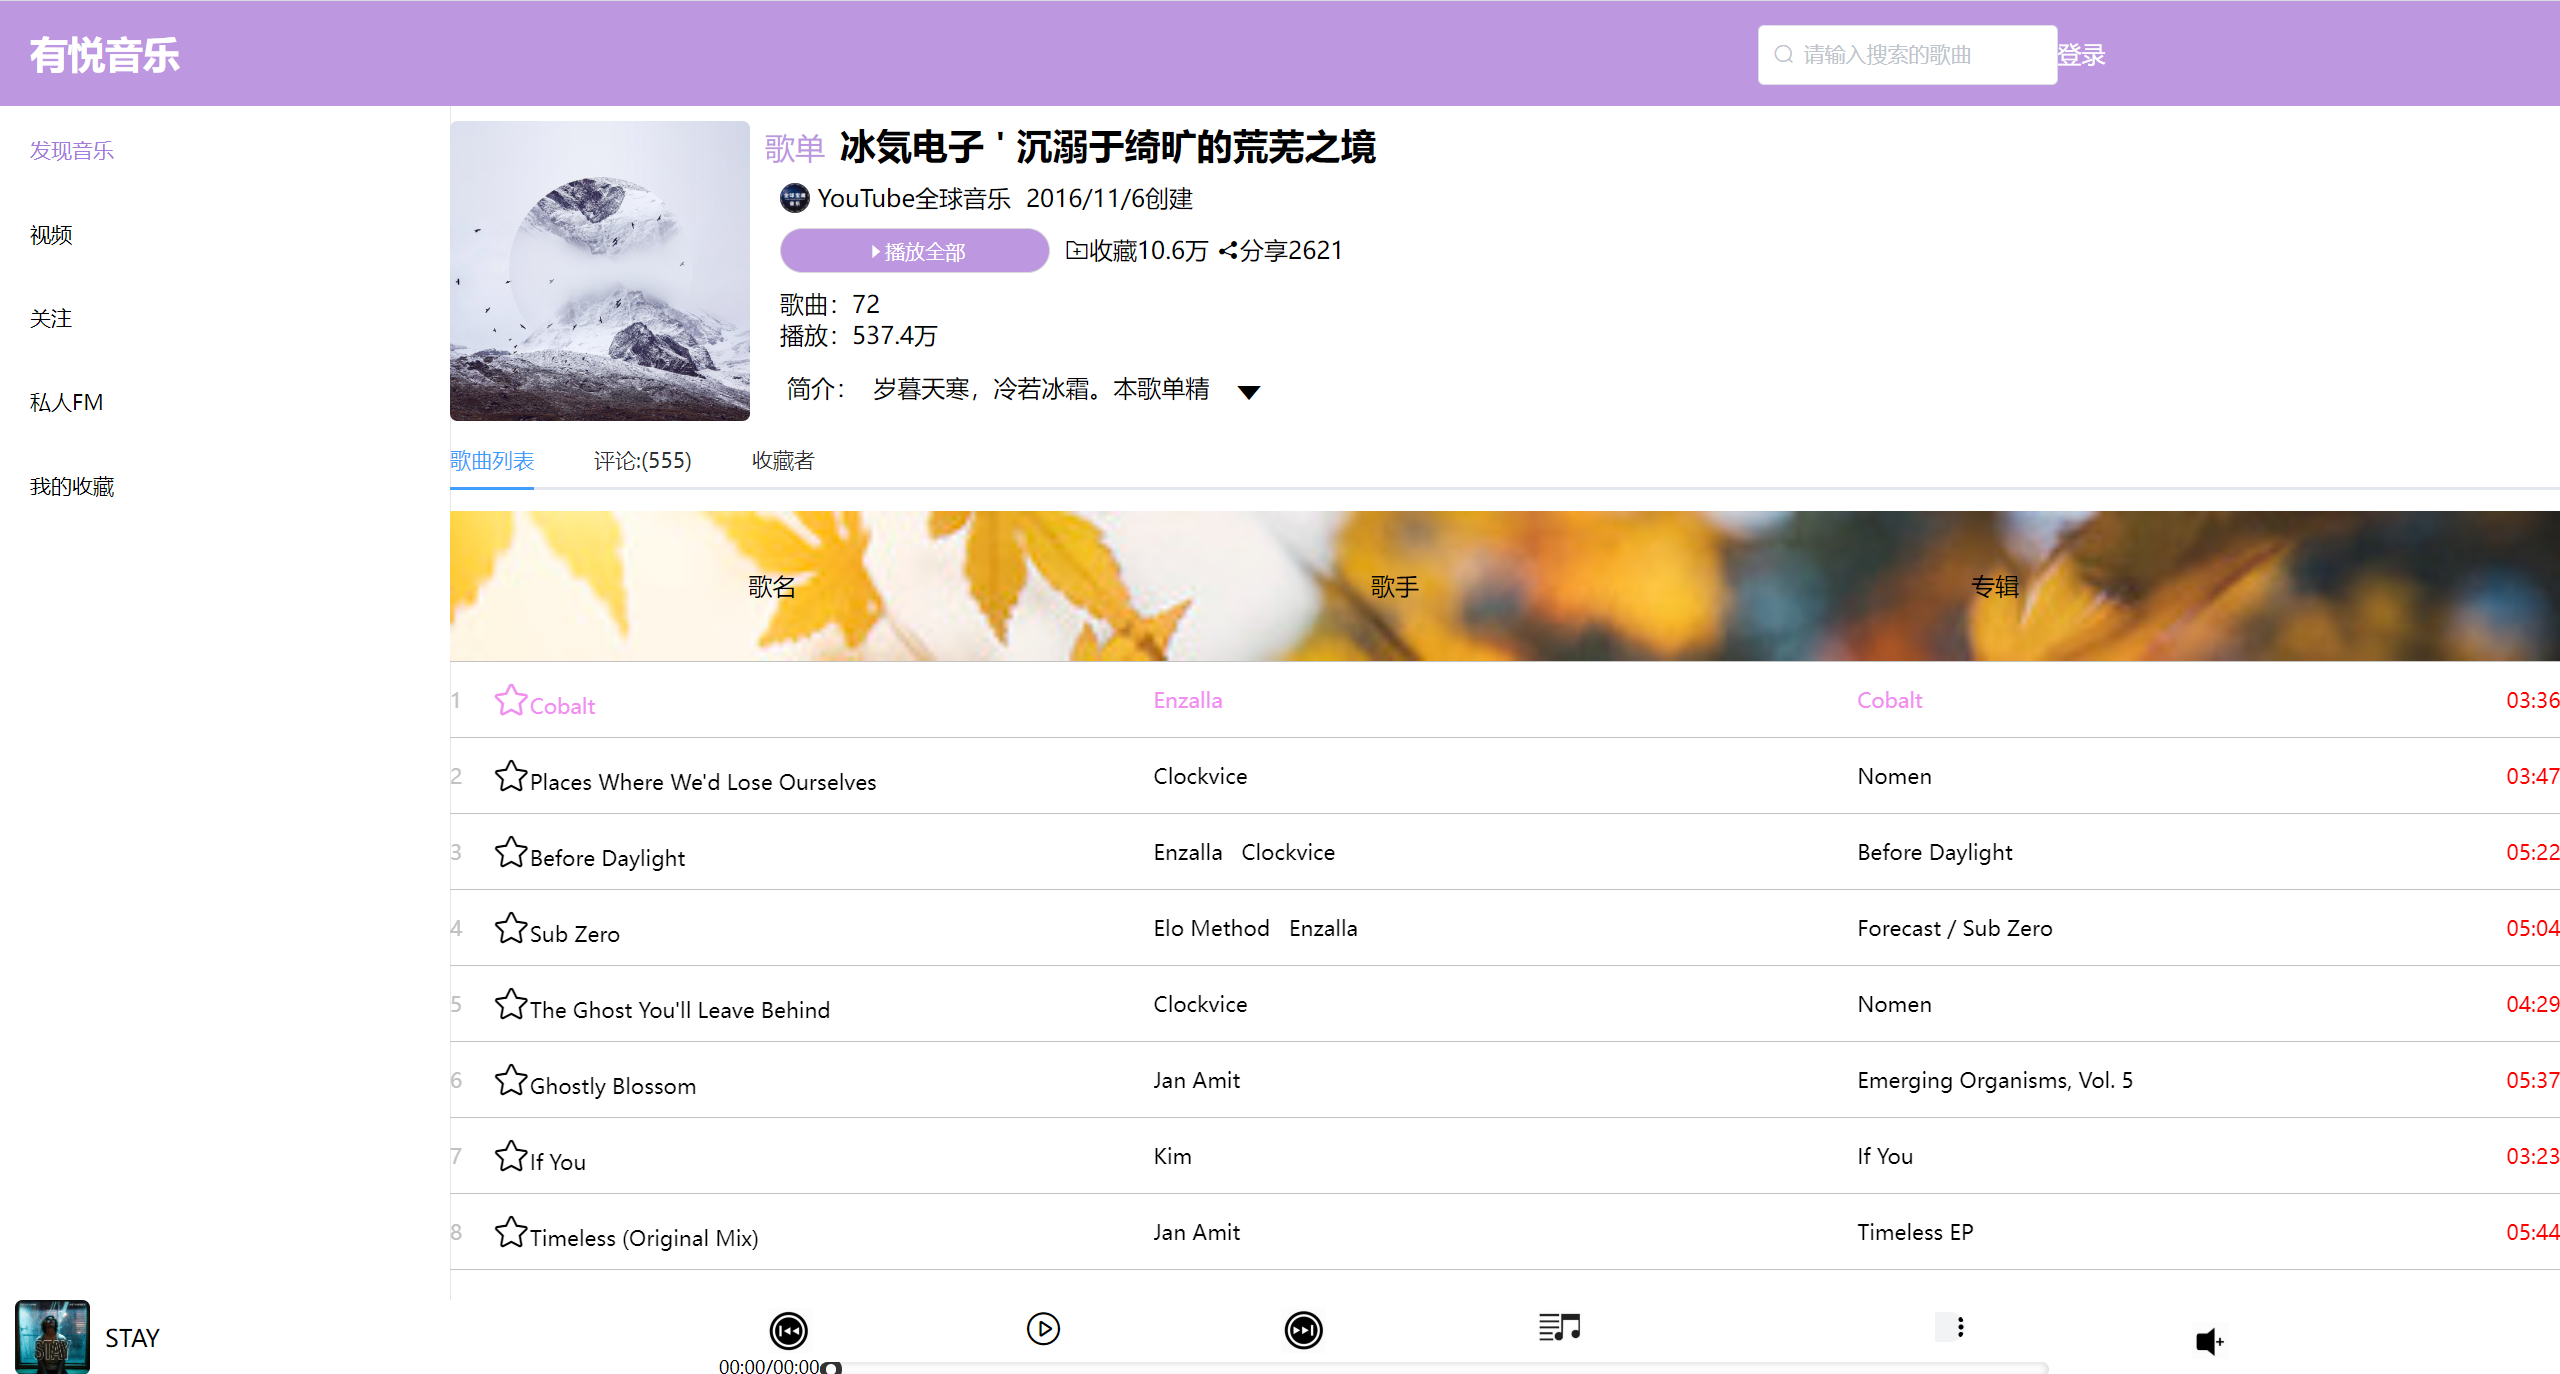 有悦音乐
请输入搜索的歌曲 登录
发现音乐
视频
关注
私人FM
我的收藏
歌单 冰気电子 ' 沉溺于绮旷的荒芜之境
YouTube全球音乐 2016/11/6创建
播放全部 收藏10.6万 分享2621
歌曲：72
播放：537.4万
简介： 岁暮天寒，冷若冰霜。本歌单精
歌曲列表 评论:(555) 收藏者
歌名 歌手 专辑
1 Cobalt Enzalla Cobalt 03:36
2 Places Where We'd Lose Ourselves Clockvice Nomen 03:47
3 Before Daylight Enzalla Clockvice Before Daylight 05:22
4 Sub Zero Elo Method Enzalla Forecast / Sub Zero 05:04
5 The Ghost You'll Leave Behind Clockvice Nomen 04:29
6 Ghostly Blossom Jan Amit Emerging Organisms, Vol. 5 05:37
7 If You Kim If You 03:23
8 Timeless (Original Mix) Jan Amit Timeless EP 05:44
STAY
STAY
00:00/00:00